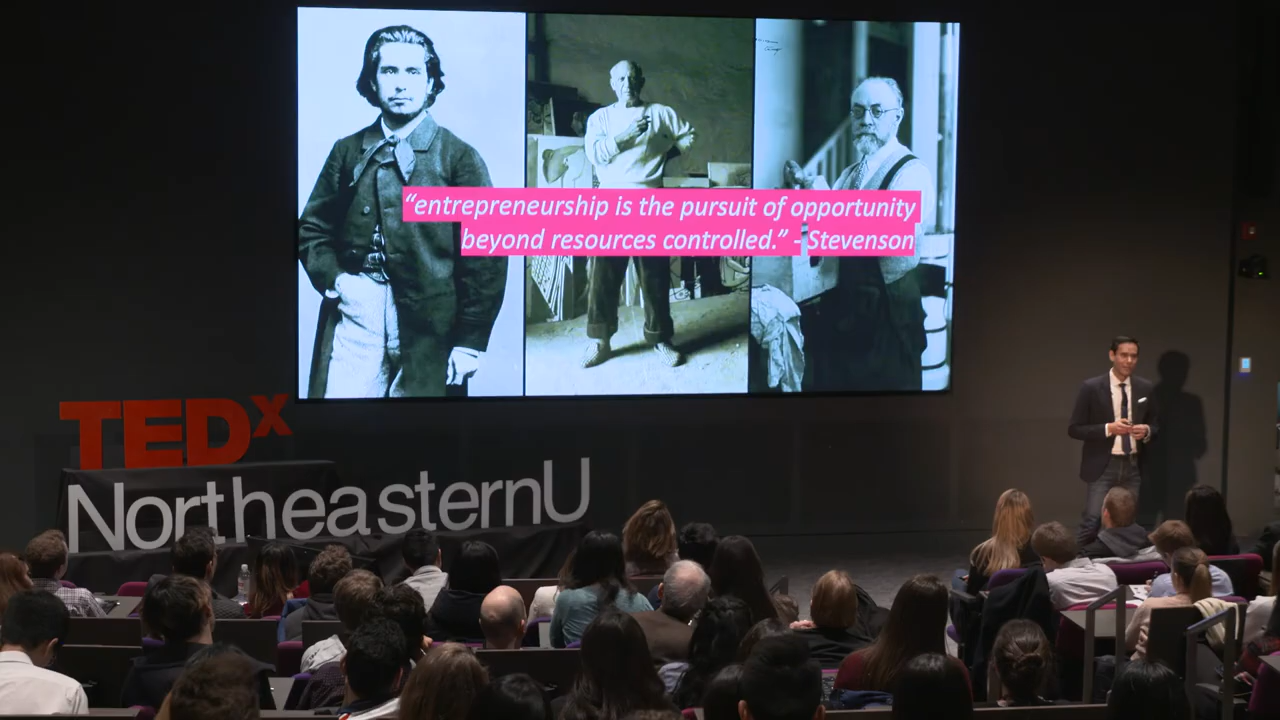 “entrepreneurship is the pursuit of opportunity
beyond resources controlled.” - Stevenson
TEDx
NortheasternU